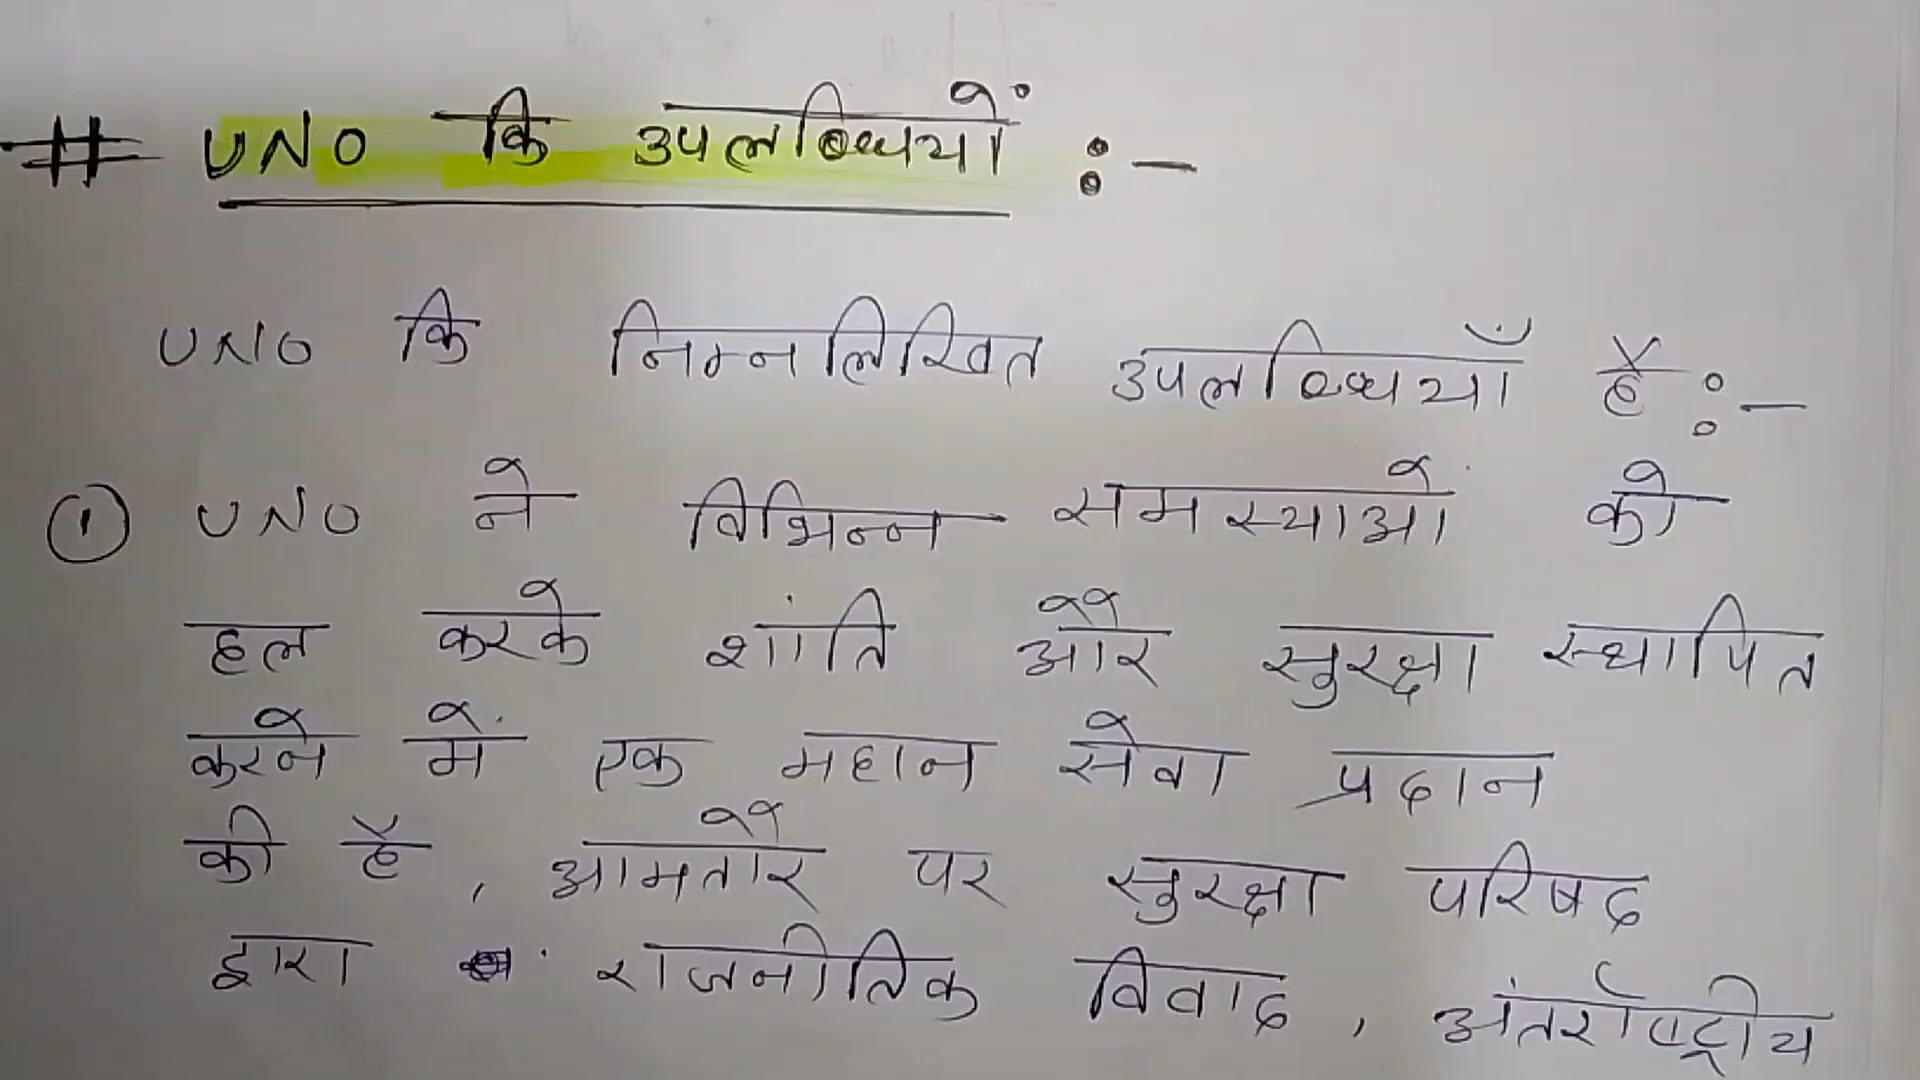 # UNO कि उपलब्धियों :-
UNO कि निम्नलिखित उपलब्धियाँ है :-
① UNO ने विभिन्न समस्याओं को
हल करके शांति और सुरक्षा स्थापित
करने में एक महान सेवा प्रदान
की है, आमतौर पर सुरक्षा परिषद
द्वारा राजनीतिक विवाद, अंतर्राष्ट्रीय